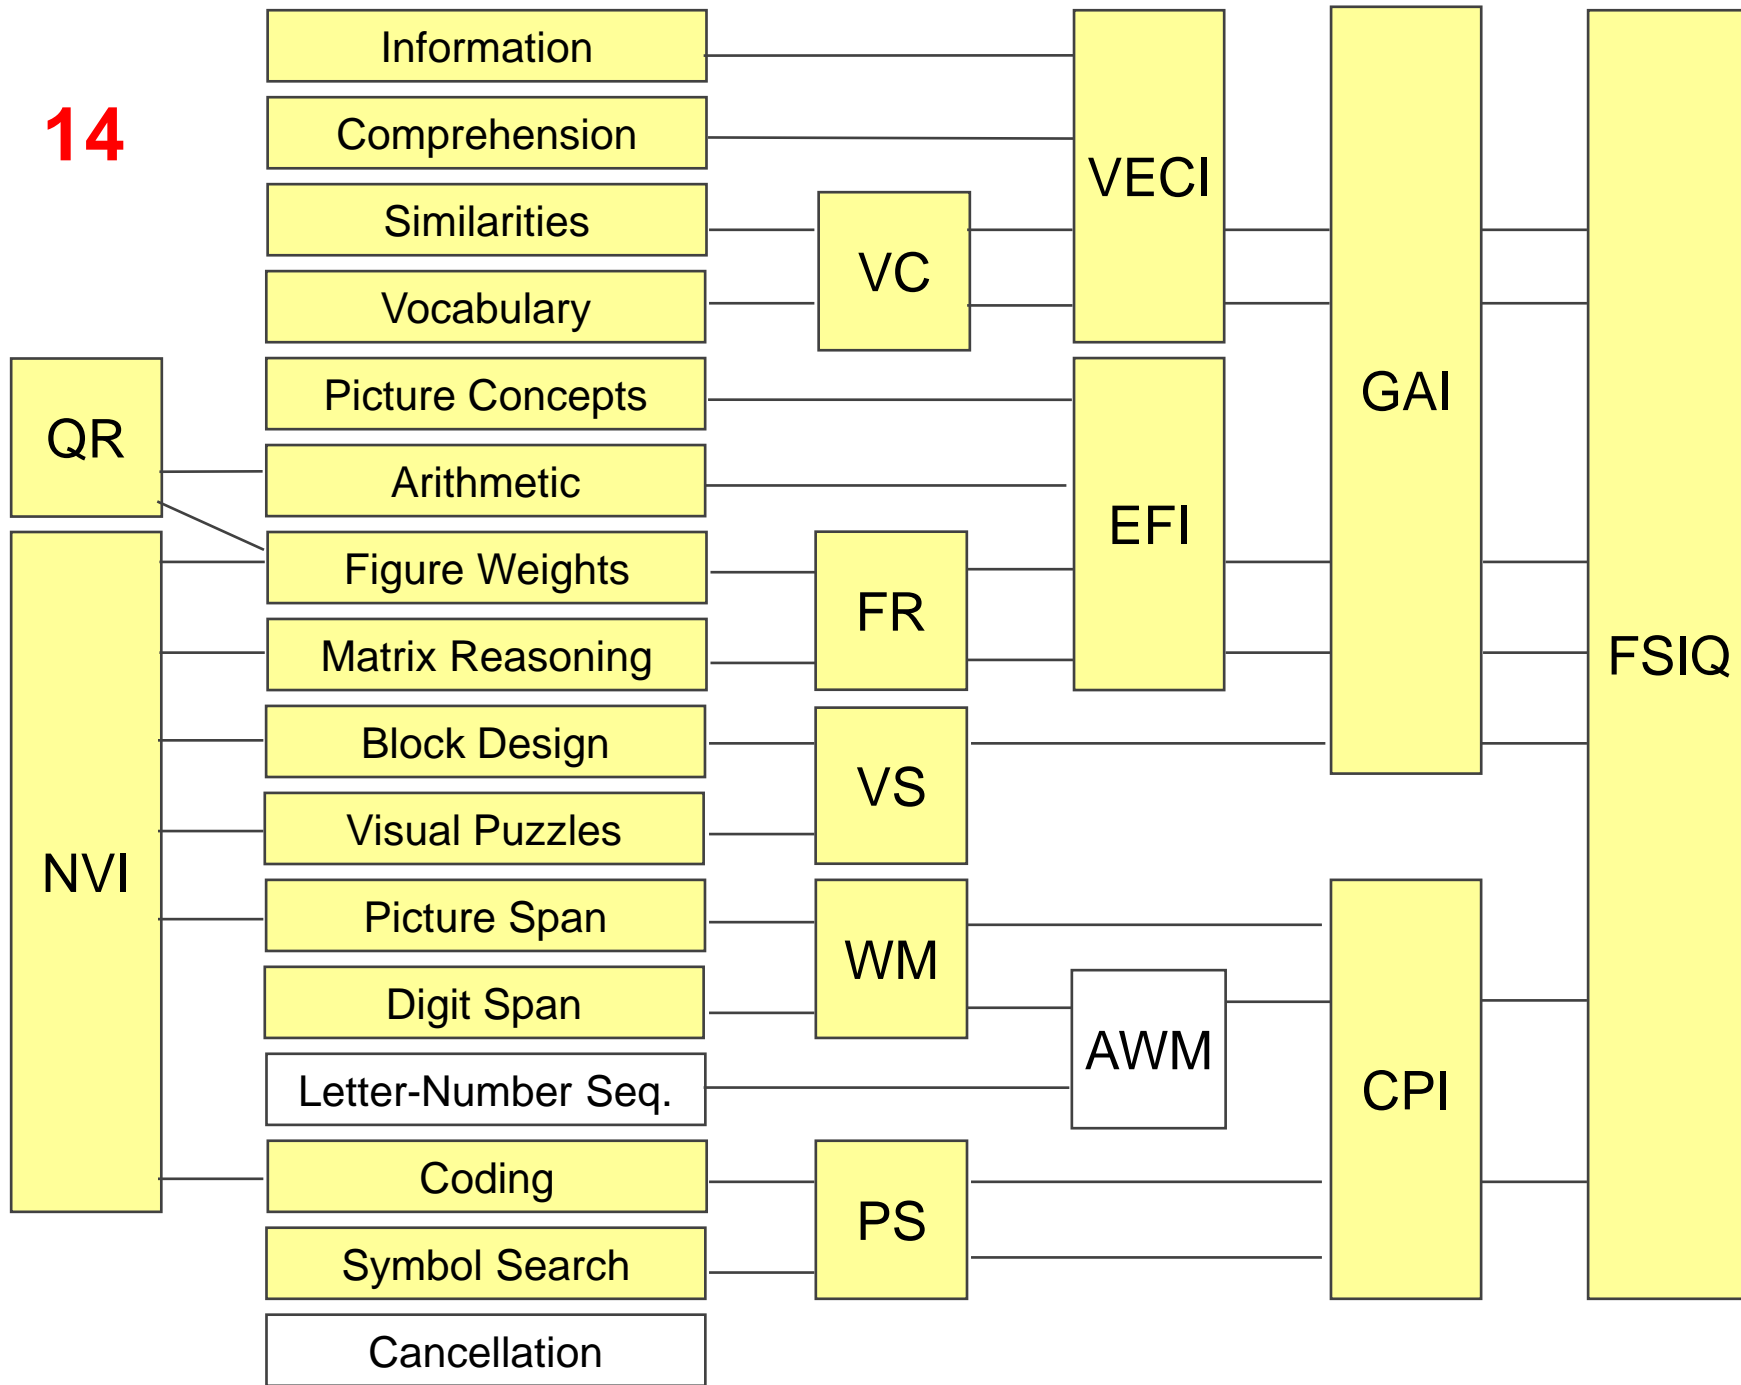 14
Information
Comprehension
Similarities
Vocabulary
Picture Concepts
Arithmetic
Figure Weights
Matrix Reasoning
Block Design
Visual Puzzles
Picture Span
Digit Span
Letter-Number Seq.
Coding
Symbol Search
Cancellation
QR
NVI
VC
FR
VS
WM
PS
VECI
EFI
AWM
GAI
CPI
FSIQ